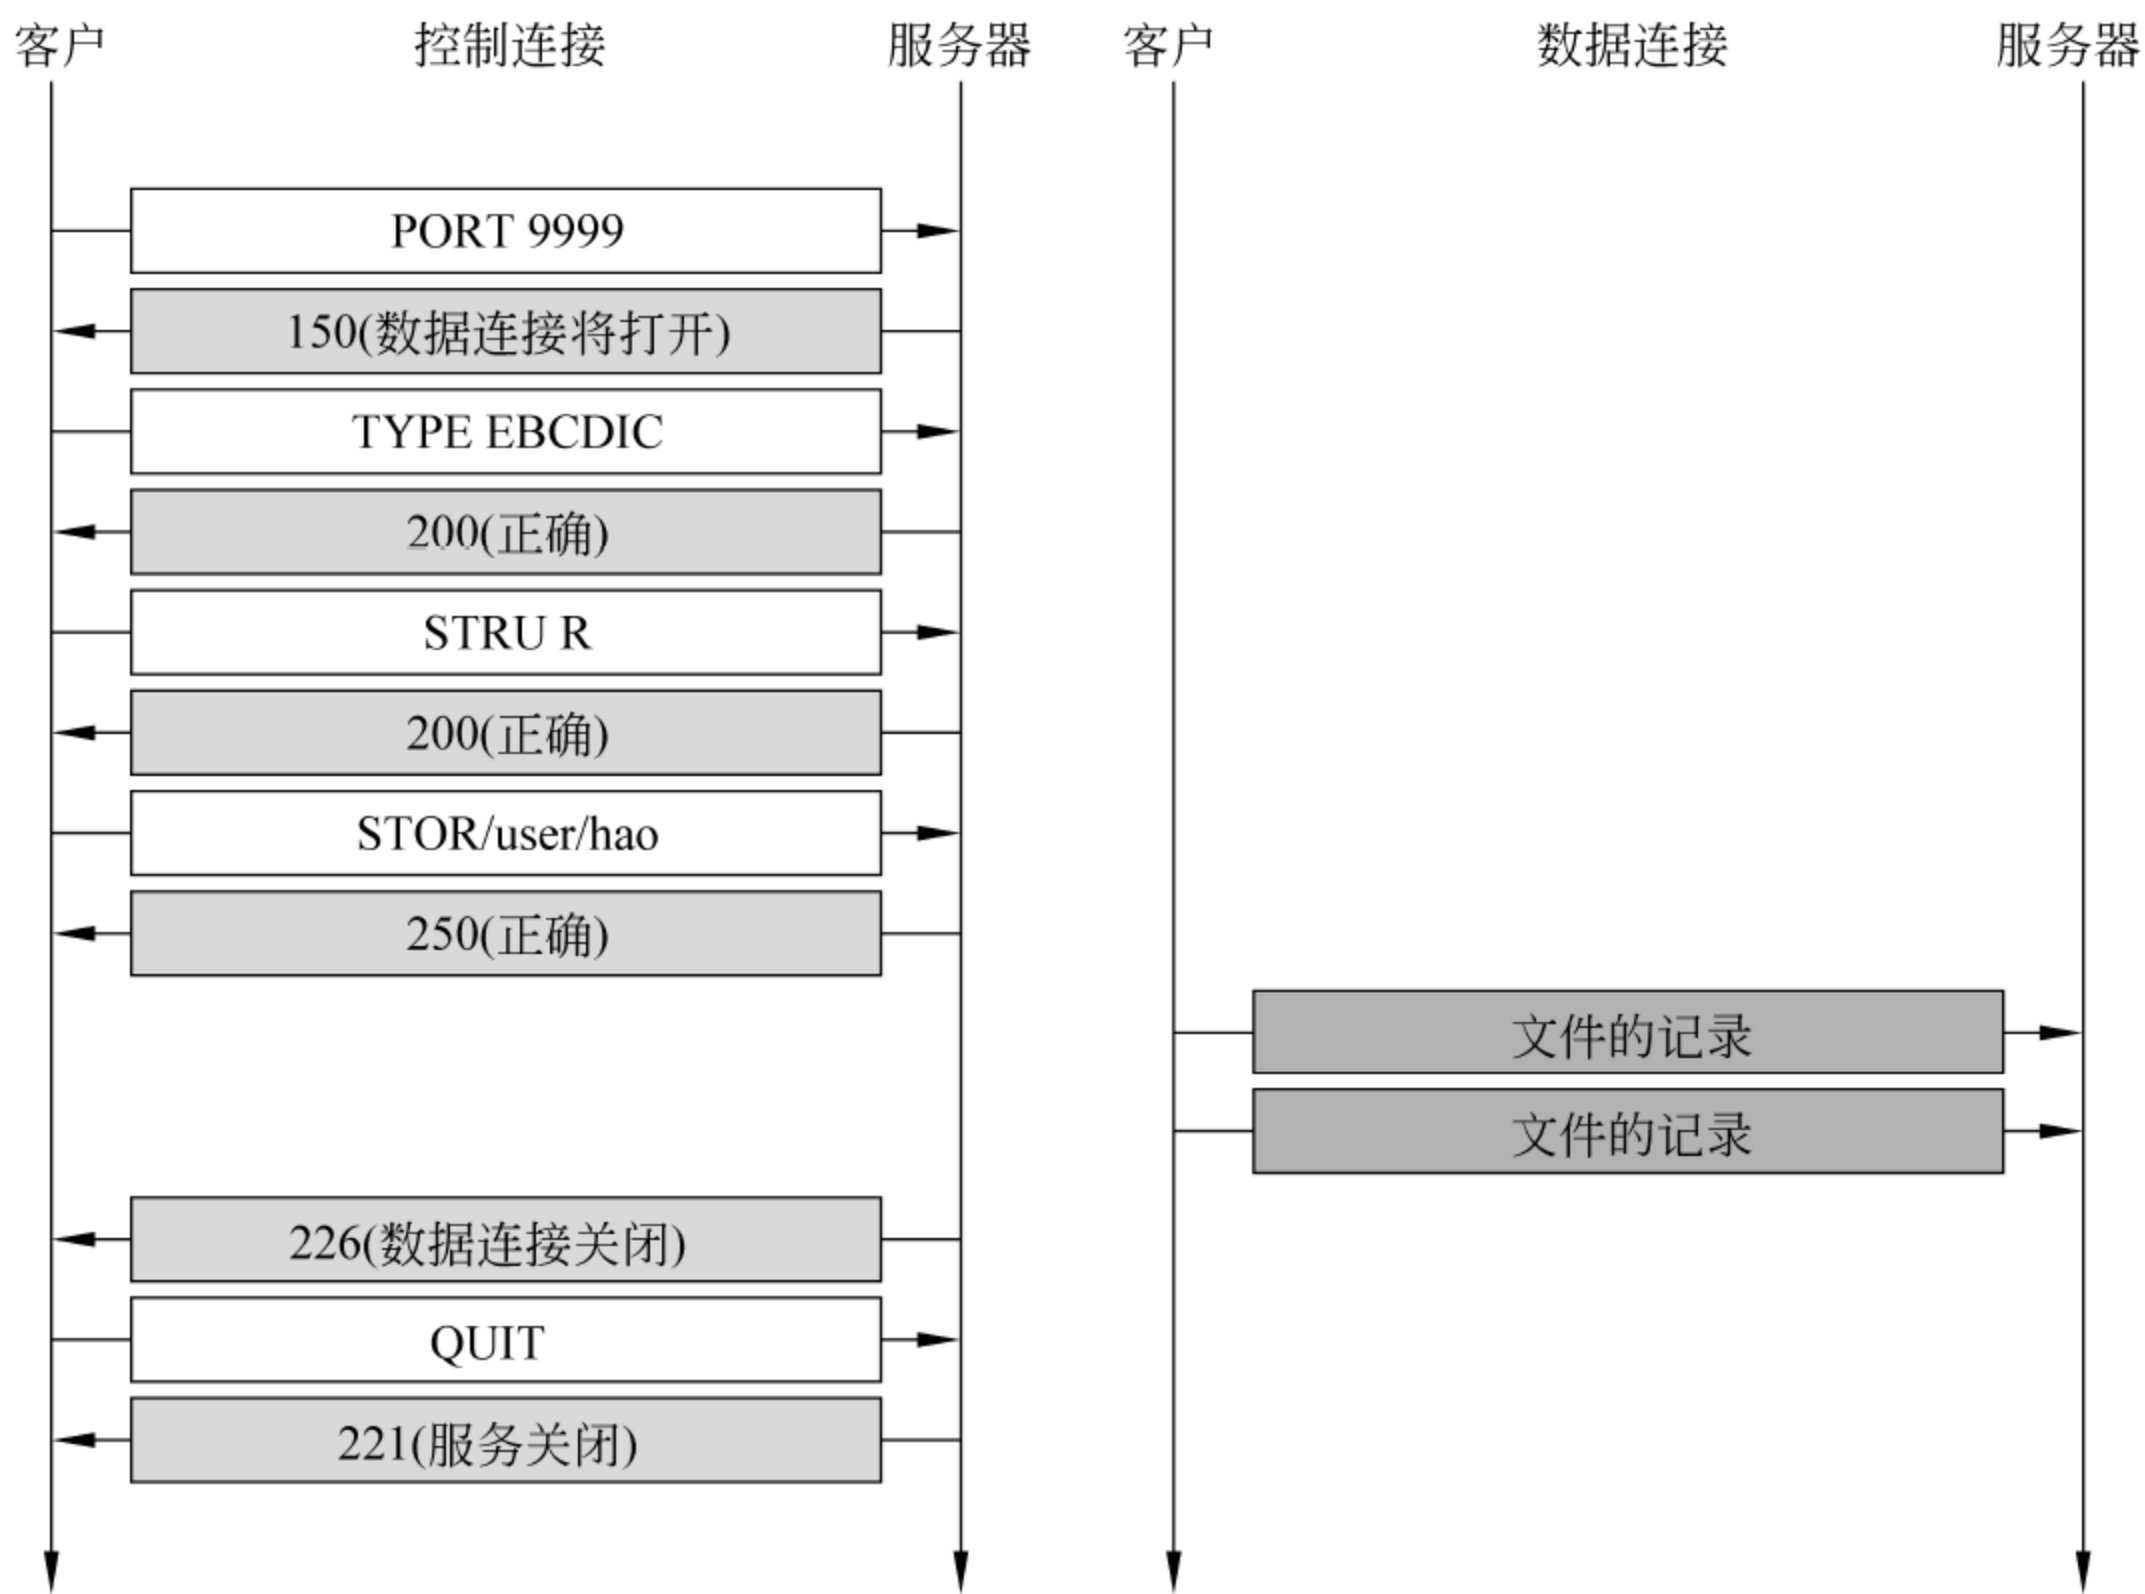 客户 控制连接 服务器 客户 数据连接 服务器
PORT 9999
150(数据连接将打开)
TYPE EBCDIC
200(正确)
STRU R
200(正确)
STOR/user/hao
250(正确)
文件的记录
文件的记录
226(数据连接关闭)
QUIT
221(服务关闭)